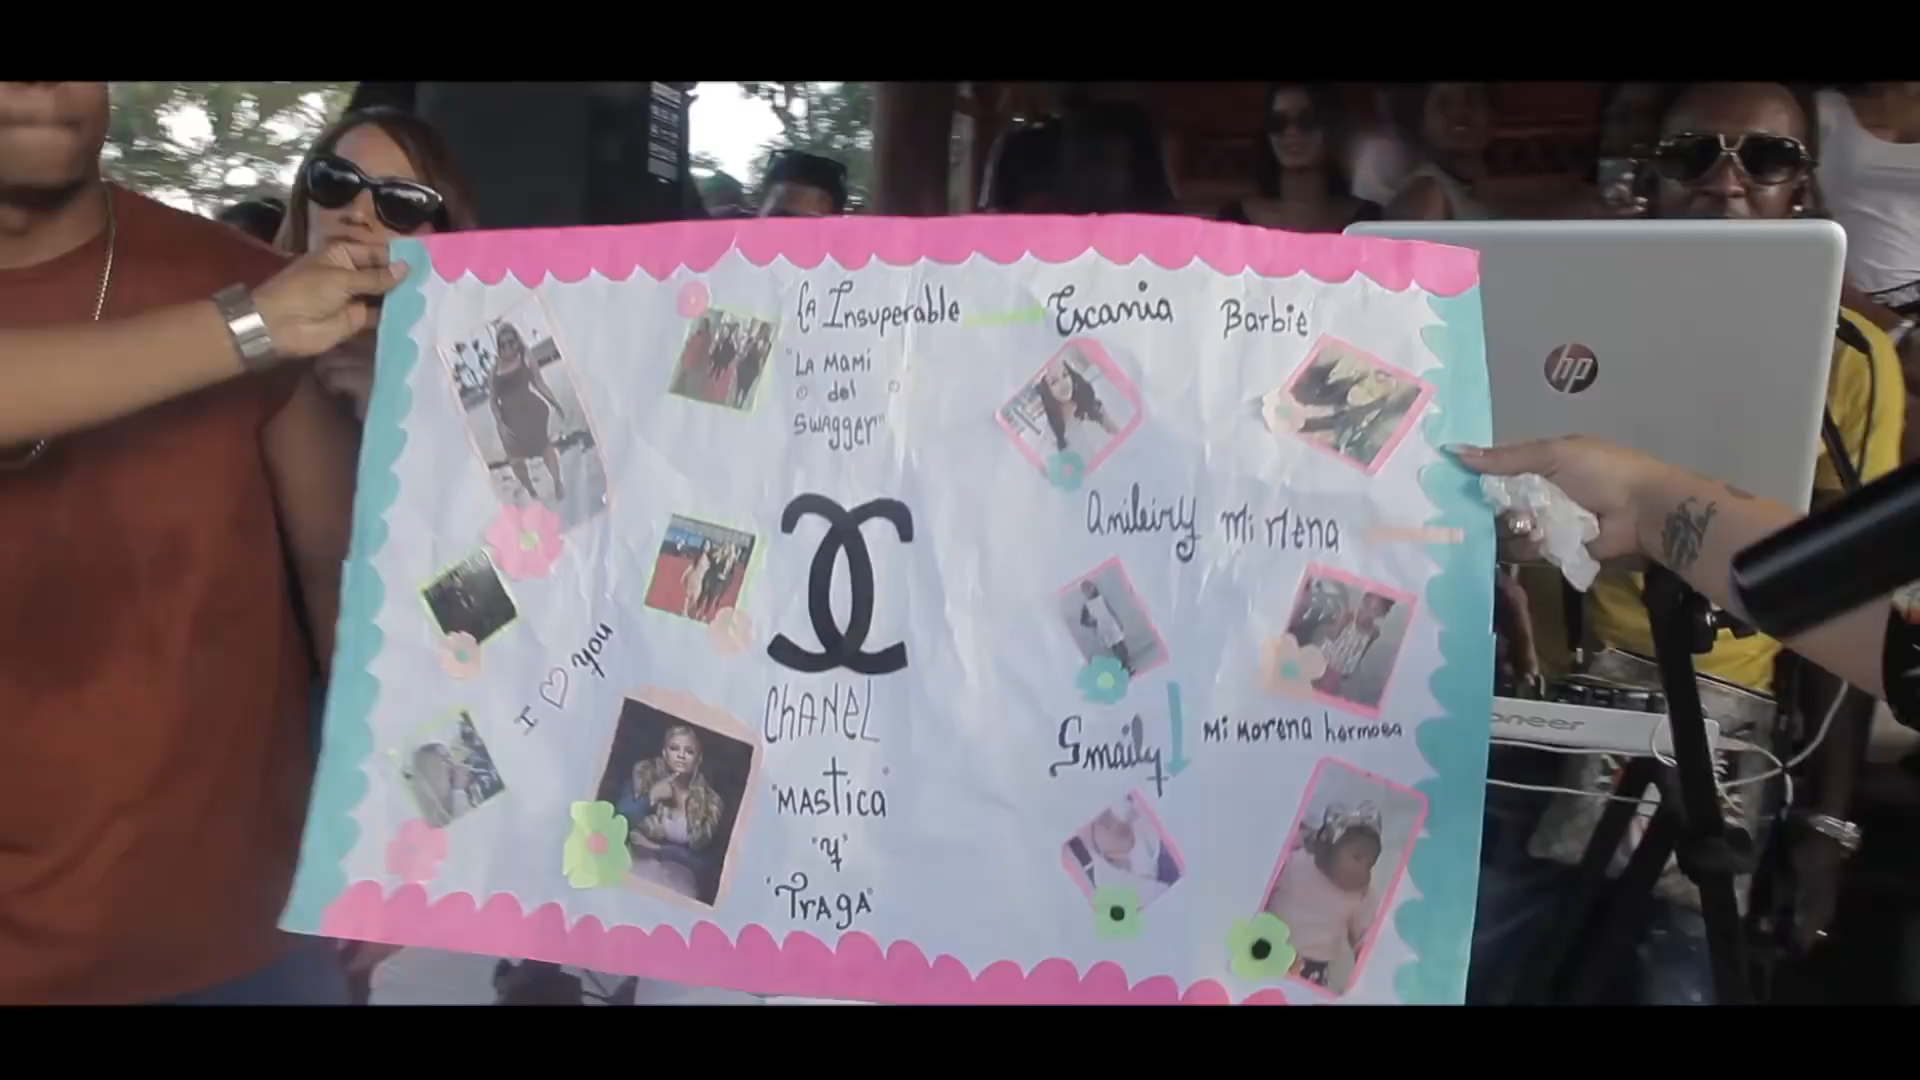 La Insuperable
"LA MAMi
del
SWAgger"
CHANEL
"MAStica"
"y"
"TrAgA"
I ♡ you
Escania
Barbie
Anileiry Mi nena
Smaily
Mi Morena hermosa
hp
oneer